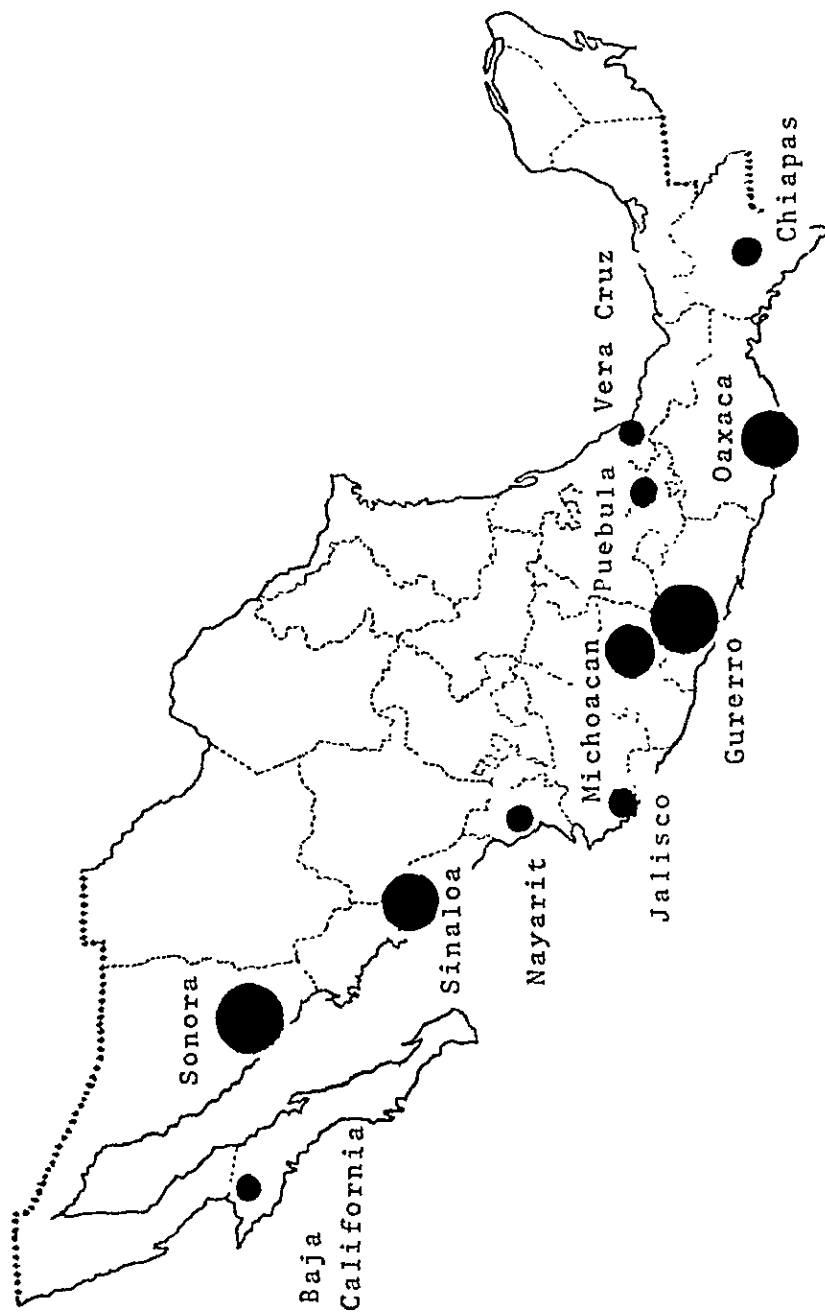 Baja
California
Sonora
Sinaloa
Nayarit
Jalisco
Michoacan
Gurerro
Puebula
Vera Cruz
Oaxaca
Chiapas